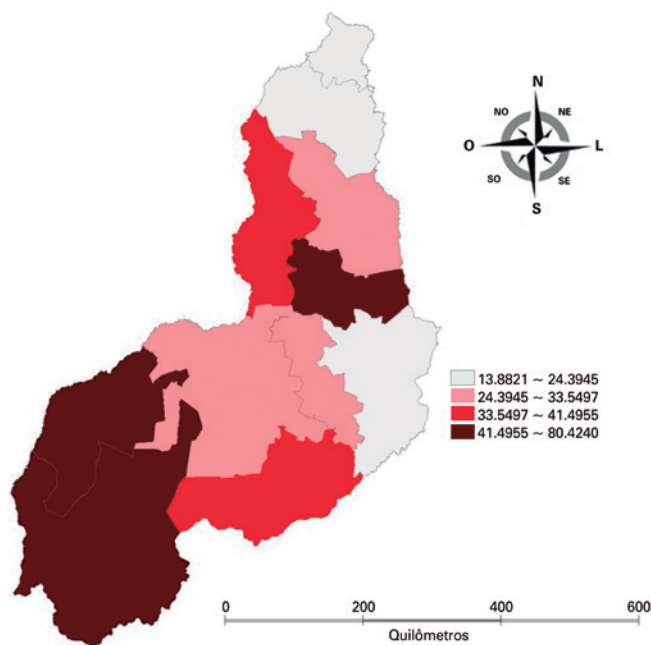 N
NO NE
O L
SO SE
S
13.8821 ~ 24.3945
24.3945 ~ 33.5497
33.5497 ~ 41.4955
41.4955 ~ 80.4240
0 200 400 600
Quilômetros